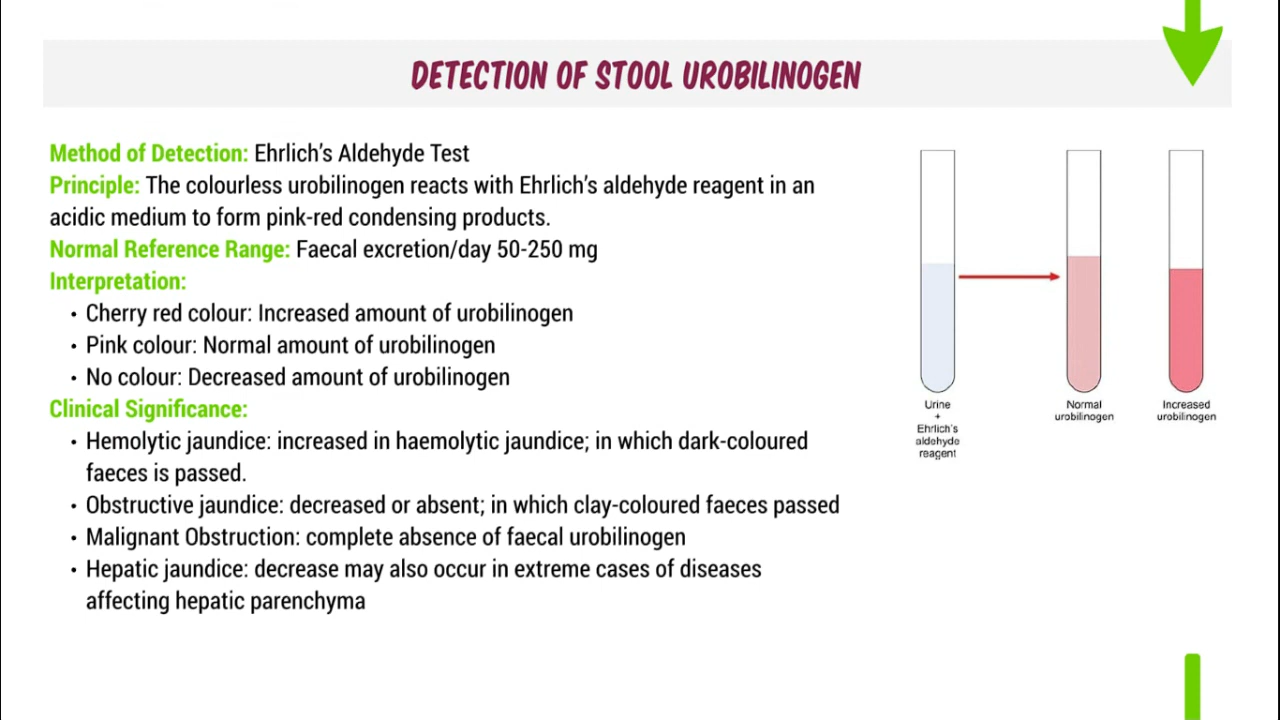 DETECTION OF STOOL UROBILINOGEN
Method of Detection: Ehrlich's Aldehyde Test
Principle: The colourless urobilinogen reacts with Ehrlich's aldehyde reagent in an
acidic medium to form pink-red condensing products.
Normal Reference Range: Faecal excretion/day 50-250 mg
Interpretation:
• Cherry red colour: Increased amount of urobilinogen
• Pink colour: Normal amount of urobilinogen
• No colour: Decreased amount of urobilinogen
Clinical Significance:
• Hemolytic jaundice: increased in haemolytic jaundice; in which dark-coloured
faeces is passed.
• Obstructive jaundice: decreased or absent; in which clay-coloured faeces passed
• Malignant Obstruction: complete absence of faecal urobilinogen
• Hepatic jaundice: decrease may also occur in extreme cases of diseases
affecting hepatic parenchyma
Urine
+
Ehrlich's
aldehyde
reagent
Normal
urobilinogen
Increased
urobilinogen